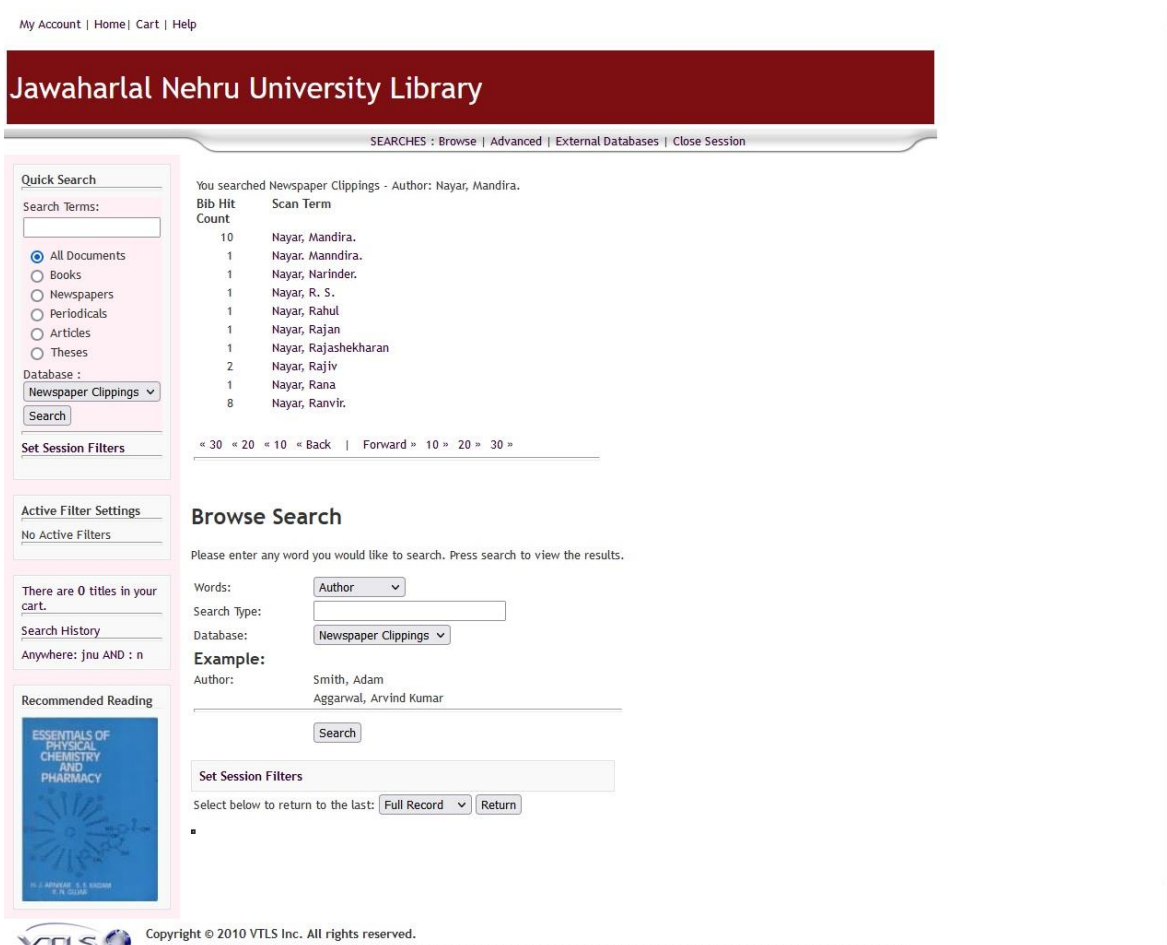 My Account | Home| Cart | Help
Jawaharlal Nehru University Library
SEARCHES : Browse | Advanced | External Databases | Close Session
Quick Search
Search Terms:
All Documents
Books
Newspapers
Periodicals
Articles
Theses
Database :
Newspaper Clippings
Search
Set Session Filters
Active Filter Settings
No Active Filters
There are 0 titles in your
cart.
Search History
Anywhere: jnu AND : n
Recommended Reading
ESSENTIALS OF
PHYSICAL
CHEMISTRY
AND
PHARMACY
You searched Newspaper Clippings - Author: Nayar, Mandira.
Bib Hit Count Scan Term
10 Nayar, Mandira.
1 Nayar. Manndira.
1 Nayar, Narinder.
1 Nayar, R. S.
1 Nayar, Rahul
1 Nayar, Rajan
1 Nayar, Rajashekharan
2 Nayar, Rajiv
1 Nayar, Rana
8 Nayar, Ranvir.
« 30 « 20 « 10 « Back | Forward » 10 » 20 » 30 »
Browse Search
Please enter any word you would like to search. Press search to view the results.
Words: Author
Search Type:
Database: Newspaper Clippings
Example:
Author: Smith, Adam
Aggarwal, Arvind Kumar
Search
Set Session Filters
Select below to return to the last: Full Record Return
VTLS
Copyright © 2010 VTLS Inc. All rights reserved.